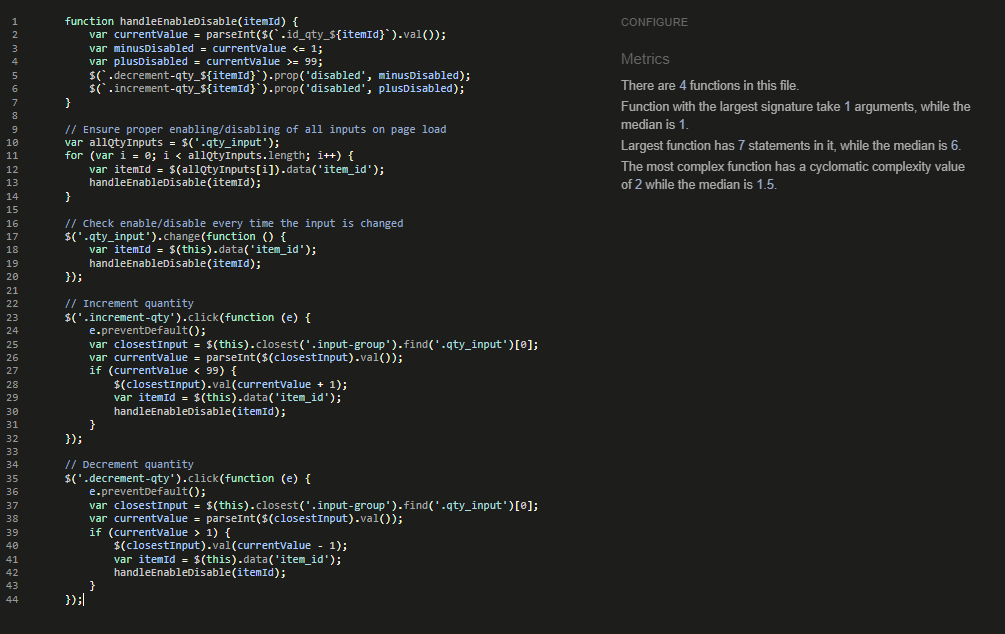 1 function handleEnableDisable(itemId) {
2 var currentValue = parseInt($(`.id_qty_${itemId}`).val());
3 var minusDisabled = currentValue <= 1;
4 var plusDisabled = currentValue >= 99;
5 $(`.decrement-qty_${itemId}`).prop('disabled', minusDisabled);
6 $(`.increment-qty_${itemId}`).prop('disabled', plusDisabled);
7 }
8
9 // Ensure proper enabling/disabling of all inputs on page load
10 var allQtyInputs = $('.qty_input');
11 for (var i = 0; i < allQtyInputs.length; i++) {
12 var itemId = $(allQtyInputs[i]).data('item_id');
13 handleEnableDisable(itemId);
14 }
15
16 // Check enable/disable every time the input is changed
17 $('.qty_input').change(function () {
18 var itemId = $(this).data('item_id');
19 handleEnableDisable(itemId);
20 });
21
22 // Increment quantity
23 $('.increment-qty').click(function (e) {
24 e.preventDefault();
25 var closestInput = $(this).closest('.input-group').find('.qty_input')[0];
26 var currentValue = parseInt($(closestInput).val());
27 if (currentValue < 99) {
28 $(closestInput).val(currentValue + 1);
29 var itemId = $(this).data('item_id');
30 handleEnableDisable(itemId);
31 }
32 });
33
34 // Decrement quantity
35 $('.decrement-qty').click(function (e) {
36 e.preventDefault();
37 var closestInput = $(this).closest('.input-group').find('.qty_input')[0];
38 var currentValue = parseInt($(closestInput).val());
39 if (currentValue > 1) {
40 $(closestInput).val(currentValue - 1);
41 var itemId = $(this).data('item_id');
42 handleEnableDisable(itemId);
43 }
44 });
CONFIGURE
Metrics
There are 4 functions in this file.
Function with the largest signature take 1 arguments, while the
median is 1.
Largest function has 7 statements in it, while the median is 6.
The most complex function has a cyclomatic complexity value
of 2 while the median is 1.5.